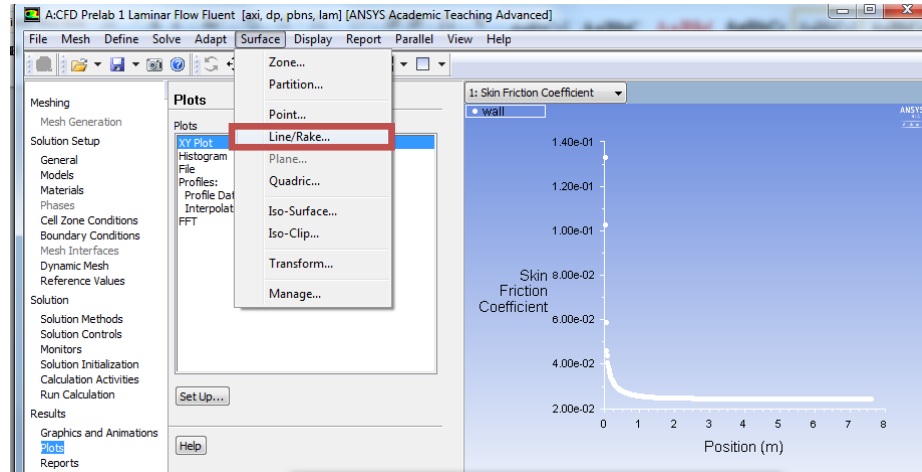 A:CFD Prelab 1 Laminar Flow Fluent [axi, dp, pbns, lam] [ANSYS Academic Teaching Advanced]
File Mesh Define Solve Adapt Surface Display Report Parallel View Help
Meshing
Mesh Generation
Solution Setup
General
Models
Materials
Phases
Cell Zone Conditions
Boundary Conditions
Mesh Interfaces
Dynamic Mesh
Reference Values
Solution
Solution Methods
Solution Controls
Monitors
Solution Initialization
Calculation Activities
Run Calculation
Results
Graphics and Animations
Plots
Reports
Plots
Plots
XY Plot
Histogram
File
Profiles:
Profile Dat
Interpolat
FFT
Set Up...
Help
Zone...
Partition...
Point...
Line/Rake...
Plane...
Quadric...
Iso-Surface...
Iso-Clip...
Transform...
Manage...
1: Skin Friction Coefficient
wall
ANSYS
1.40e-01
1.20e-01
1.00e-01
8.00e-02
6.00e-02
4.00e-02
2.00e-02
Skin
Friction
Coefficient
0 1 2 3 4 5 6 7 8
Position (m)